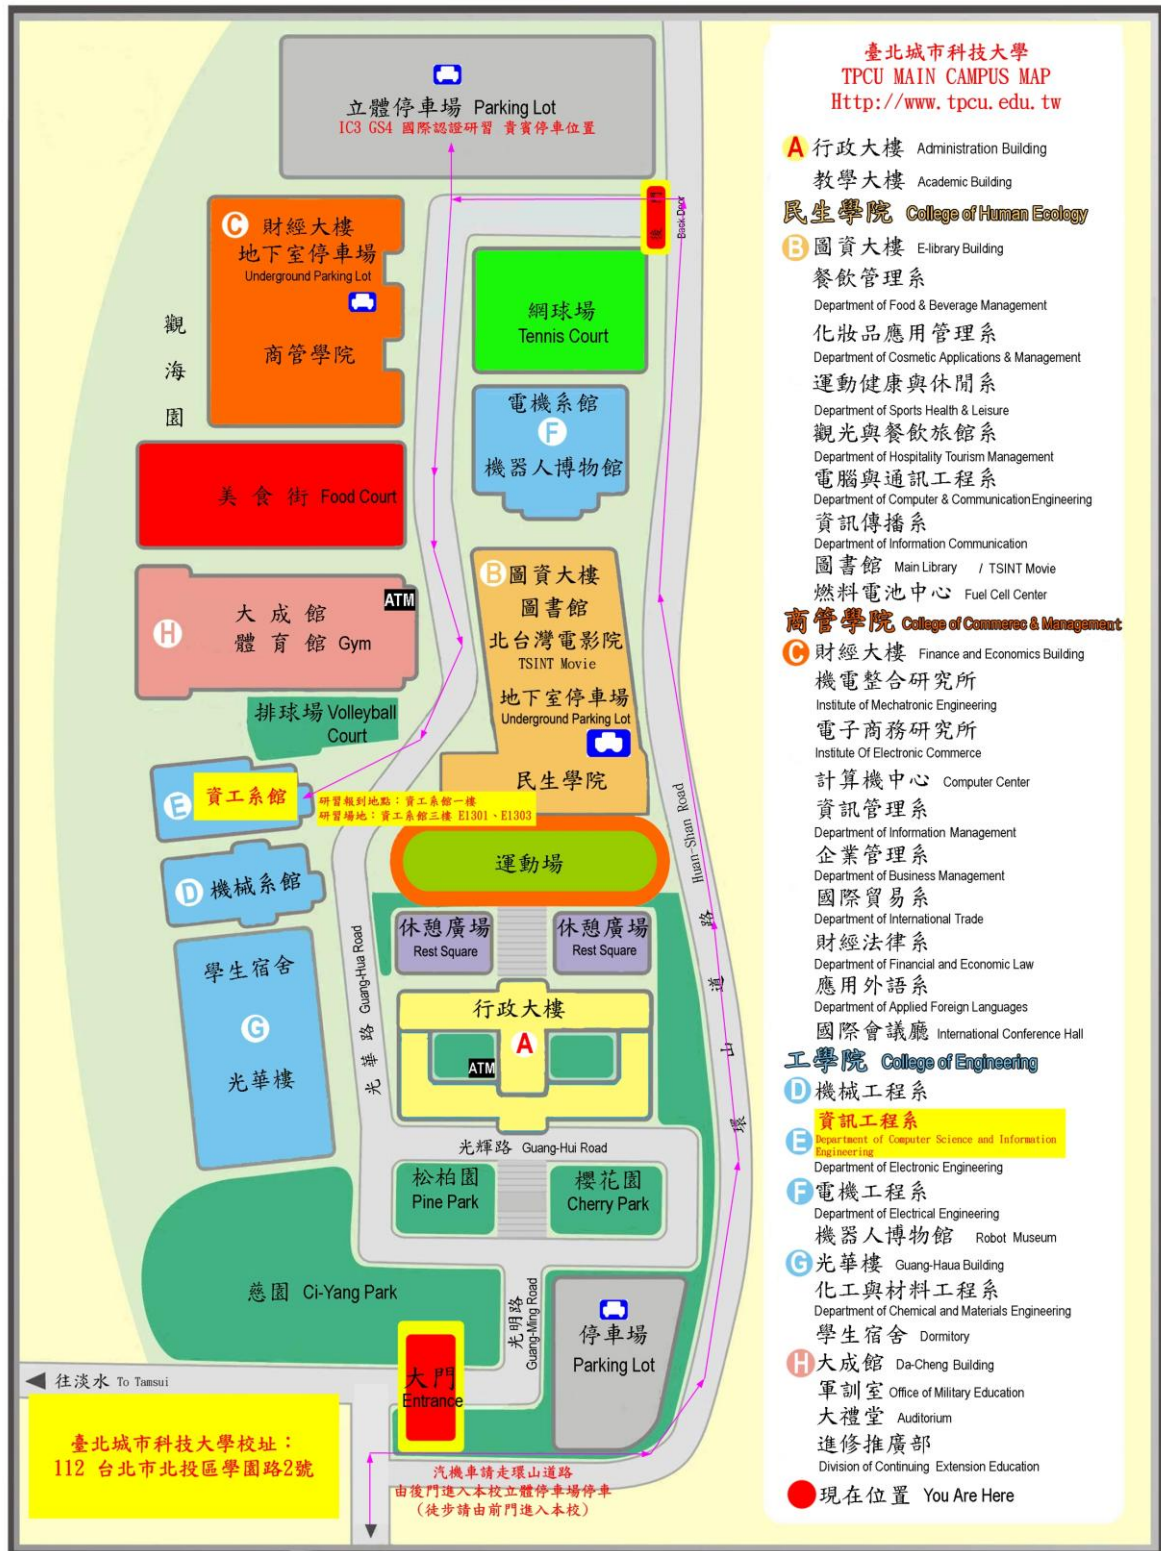 臺北城市科技大學
TPCU MAIN CAMPUS MAP
Http://www.tpcu.edu.tw
A 行政大樓 Administration Building
教學大樓 Academic Building
民生學院 College of Human Ecology
B 圖資大樓 E-library Building
餐飲管理系
Department of Food & Beverage Management
化妝品應用管理系
Department of Cosmetic Applications & Management
運動健康與休閒系
Department of Sports Health & Leisure
觀光與餐飲旅館系
Department of Hospitality Tourism Management
電腦與通訊工程系
Department of Computer & Communication Engineering
資訊傳播系
Department of Information Communication
圖書館 Main Library / TSINT Movie
燃料電池中心 Fuel Cell Center
商管學院 College of Commerec & Management
C 財經大樓 Finance and Economics Building
機電整合研究所
Institute of Mechatronic Engineering
電子商務研究所
Institute Of Electronic Commerce
計算機中心 Computer Center
資訊管理系
Department of Information Management
企業管理系
Department of Business Management
國際貿易系
Department of International Trade
財經法律系
Department of Financial and Economic Law
應用外語系
Department of Applied Foreign Languages
國際會議廳 International Conference Hall
工學院 College of Engineering
D 機械工程系
資訊工程系
E Department of Computer Science and Information
Engineering
Department of Electronic Engineering
F 電機工程系
Department of Electrical Engineering
機器人博物館 Robot Museum
G 光華樓 Guang-Haua Building
化工與材料工程系
Department of Chemical and Materials Engineering
學生宿舍 Dormitory
H 大成館 Da-Cheng Building
軍訓室 Office of Military Education
大禮堂 Auditorium
進修推廣部
Division of Continuing Extension Education
現在位置 You Are Here
立體停車場 Parking Lot
IC3 GS4 國際認證研習 貴賓停車位置
後門
Back Door
C 財經大樓
地下室停車場
Underground Parking Lot
商管學院
觀海園
網球場
Tennis Court
電機系館
F
機器人博物館
美食街 Food Court
B 圖資大樓
圖書館
北台灣電影院
TSINT Movie
地下室停車場
Underground Parking Lot
民生學院
ATM
H
大成館
體育館 Gym
排球場 Volleyball
Court
E 資工系館
研習報到地點：資工系館一樓
研習場地：資工系館三樓 E1301、E1303
D 機械系館
運動場
休憩廣場
Rest Square
休憩廣場
Rest Square
學生宿舍
G
光華樓
行政大樓
A
ATM
光華路 Guang-Hua Road
環山道路 Huan-Shan Road
光輝路 Guang-Hui Road
松柏園
Pine Park
櫻花園
Cherry Park
慈園 Ci-Yang Park
光明路
Guang-Ming Road
停車場
Parking Lot
大門
Entrance
往淡水 To Tamsui
臺北城市科技大學校址：
112 台北市北投區學園路2號
汽機車請走環山道路
由後門進入本校立體停車場停車
（徒步請由前門進入本校）